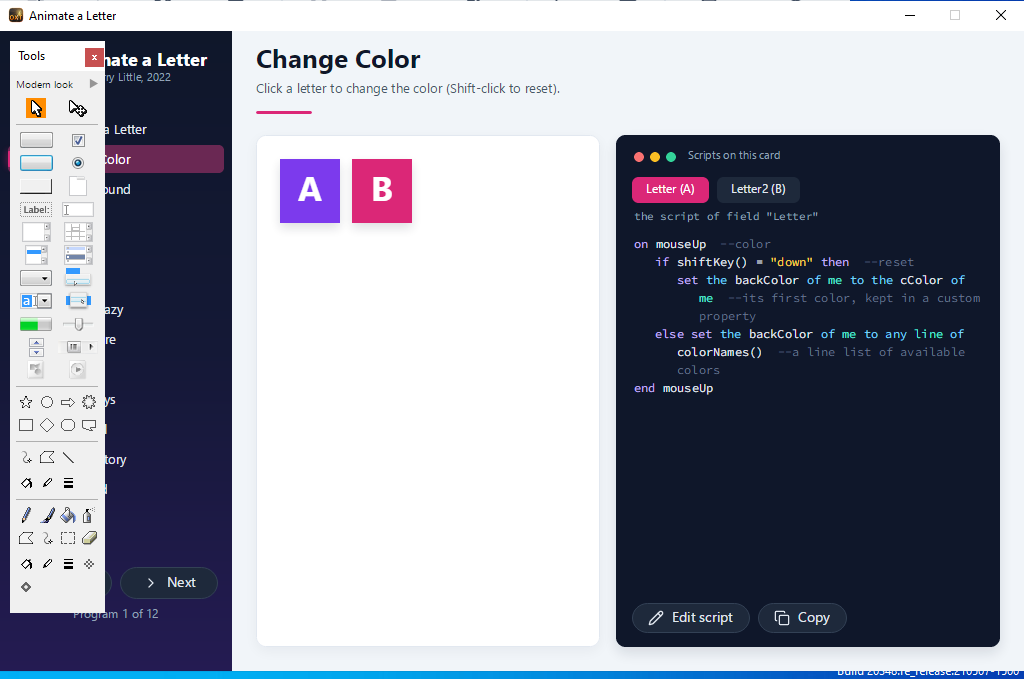 Animate a Letter
Tools
x
Modern look
Label:
a
nate a Letter
rry Little, 2022
a Letter
Color
ound
azy
re
ys
tory
Next
Program 1 of 12
Change Color
Click a letter to change the color (Shift-click to reset).
A B
Scripts on this card
Letter (A) Letter2 (B)
the script of field "Letter"
on mouseUp --color
if shiftKey() = "down" then --reset
set the backColor of me to the cColor of
me --its first color, kept in a custom
property
else set the backColor of me to any line of
colorNames() --a line list of available
colors
end mouseUp
Edit script Copy